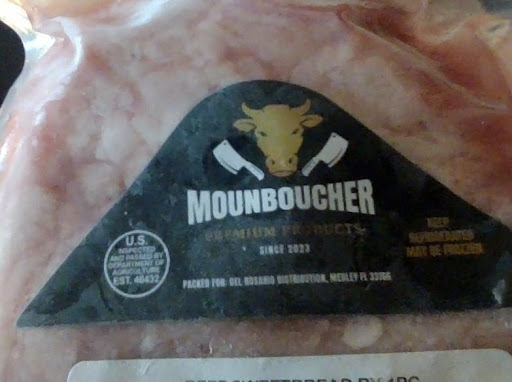 MOUNBOUCHER
PREMIUM PRODUCTS
SINCE 2023
KEEP
REFRIGERATED
MAY BE FROZEN
U.S.
INSPECTED
AND PASSED BY
DEPARTMENT OF
AGRICULTURE
EST. 46432
PACKED FOR: DEL ROSARIO DISTRIBUTION, MEDLEY FL 33166